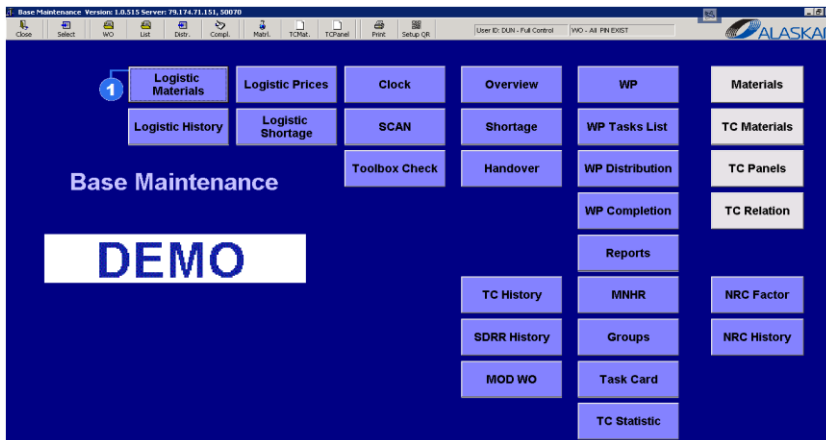 Base Maintenance Version: 1.0.515 Server: 79.174.71.151, 50070
Close
Select
WO
List
Distr.
Compl.
Matrl.
TCMat.
TCPanel
Print
Setup QR
User ID: DUN - Full Control
WO - All PIN EXIST
ALASKAR
1
Logistic
Materials
Logistic Prices
Clock
Overview
WP
Materials
Logistic History
Logistic
Shortage
SCAN
Shortage
WP Tasks List
TC Materials
Toolbox Check
Handover
WP Distribution
TC Panels
Base Maintenance
WP Completion
TC Relation
DEMO
Reports
TC History
MNHR
NRC Factor
SDRR History
Groups
NRC History
MOD WO
Task Card
TC Statistic